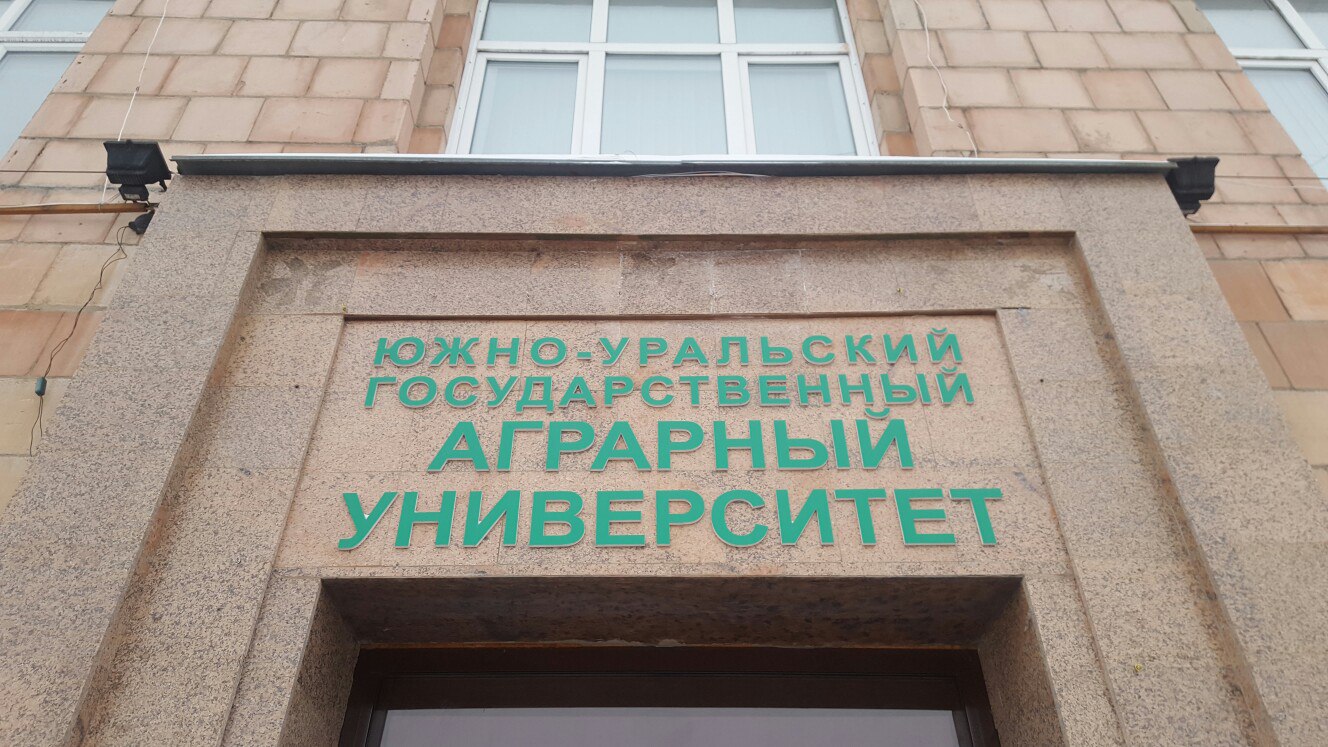 ЮЖНО-УРАЛЬСКИЙ
ГОСУДАРСТВЕННЫЙ
АГРАРНЫЙ
УНИВЕРСИТЕТ